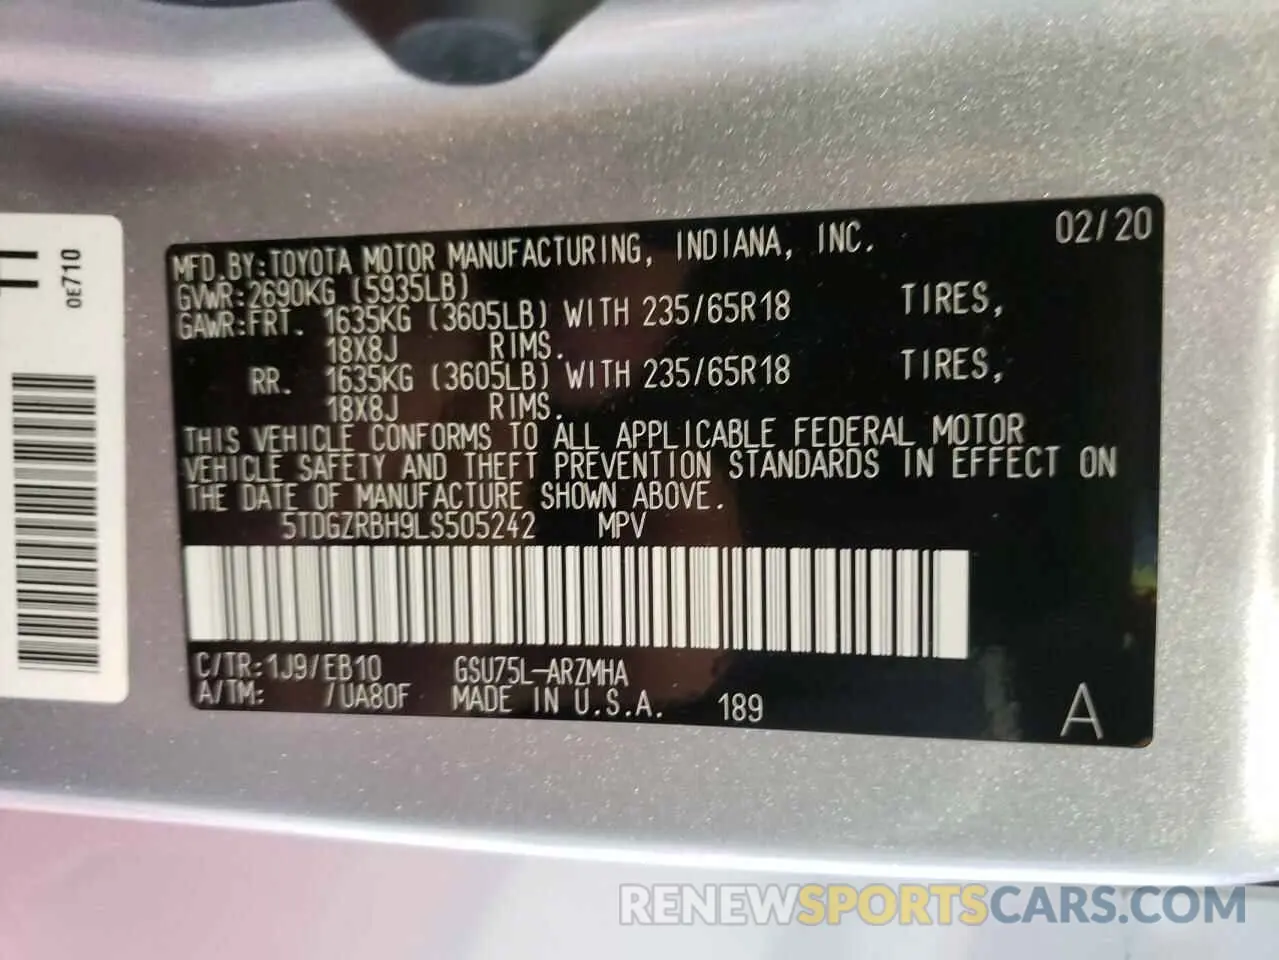 02/20
MFD.BY:TOYOTA MOTOR MANUFACTURING, INDIANA, INC.
GVWR:2690KG (5935LB)
GAWR:FRT. 1635KG (3605LB) WITH 235/65R18 TIRES,
18X8J RIMS.
RR. 1635KG (3605LB) WITH 235/65R18 TIRES,
18X8J RIMS.
THIS VEHICLE CONFORMS TO ALL APPLICABLE FEDERAL MOTOR
VEHICLE SAFETY AND THEFT PREVENTION STANDARDS IN EFFECT ON
THE DATE OF MANUFACTURE SHOWN ABOVE.
5TDGZRBH9LS505242 MPV
C/TR:1J9/EB10 GSU75L-ARZMHA
A/TM: /UA80F MADE IN U.S.A. 189
A
0E710
RENEWSPORTSCARS.COM